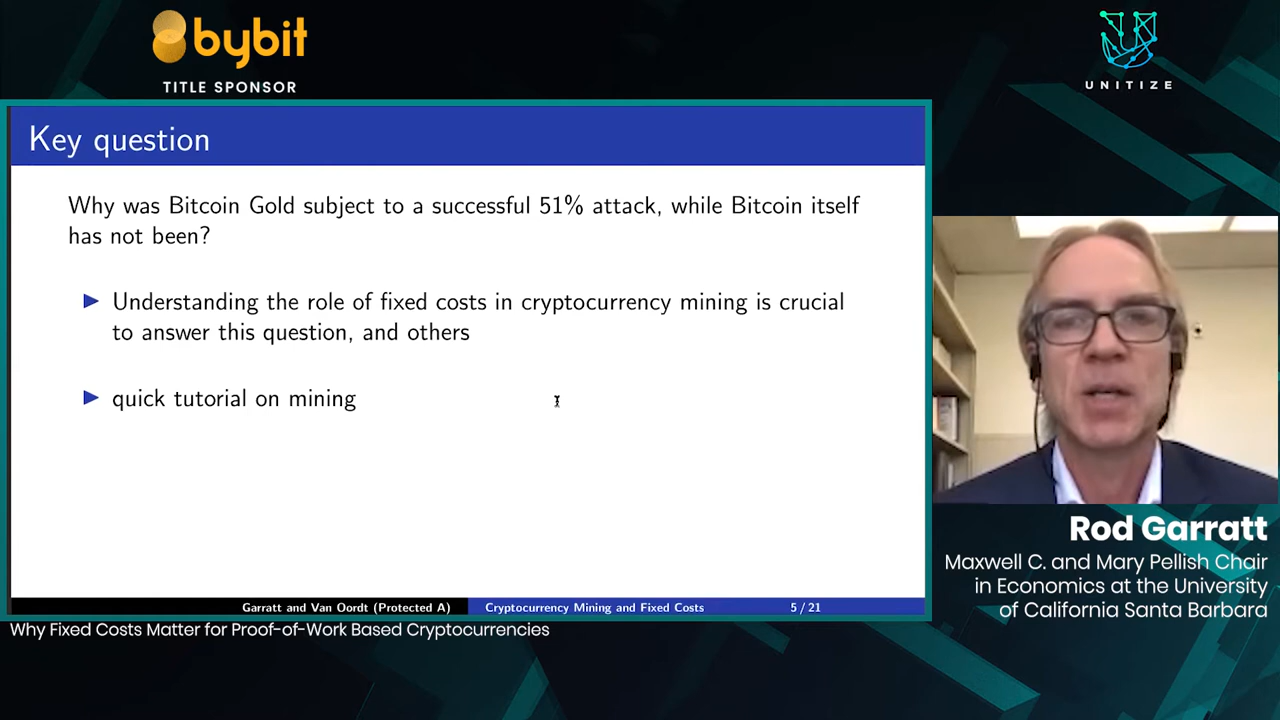 bybit
TITLE SPONSOR
UNITIZE
Key question
Why was Bitcoin Gold subject to a successful 51% attack, while Bitcoin itself
has not been?
Understanding the role of fixed costs in cryptocurrency mining is crucial
to answer this question, and others
quick tutorial on mining
Garratt and Van Oordt (Protected A)
Cryptocurrency Mining and Fixed Costs
5 / 21
Rod Garratt
Maxwell C. and Mary Pellish Chair
in Economics at the University
of California Santa Barbara
Why Fixed Costs Matter for Proof-of-Work Based Cryptocurrencies